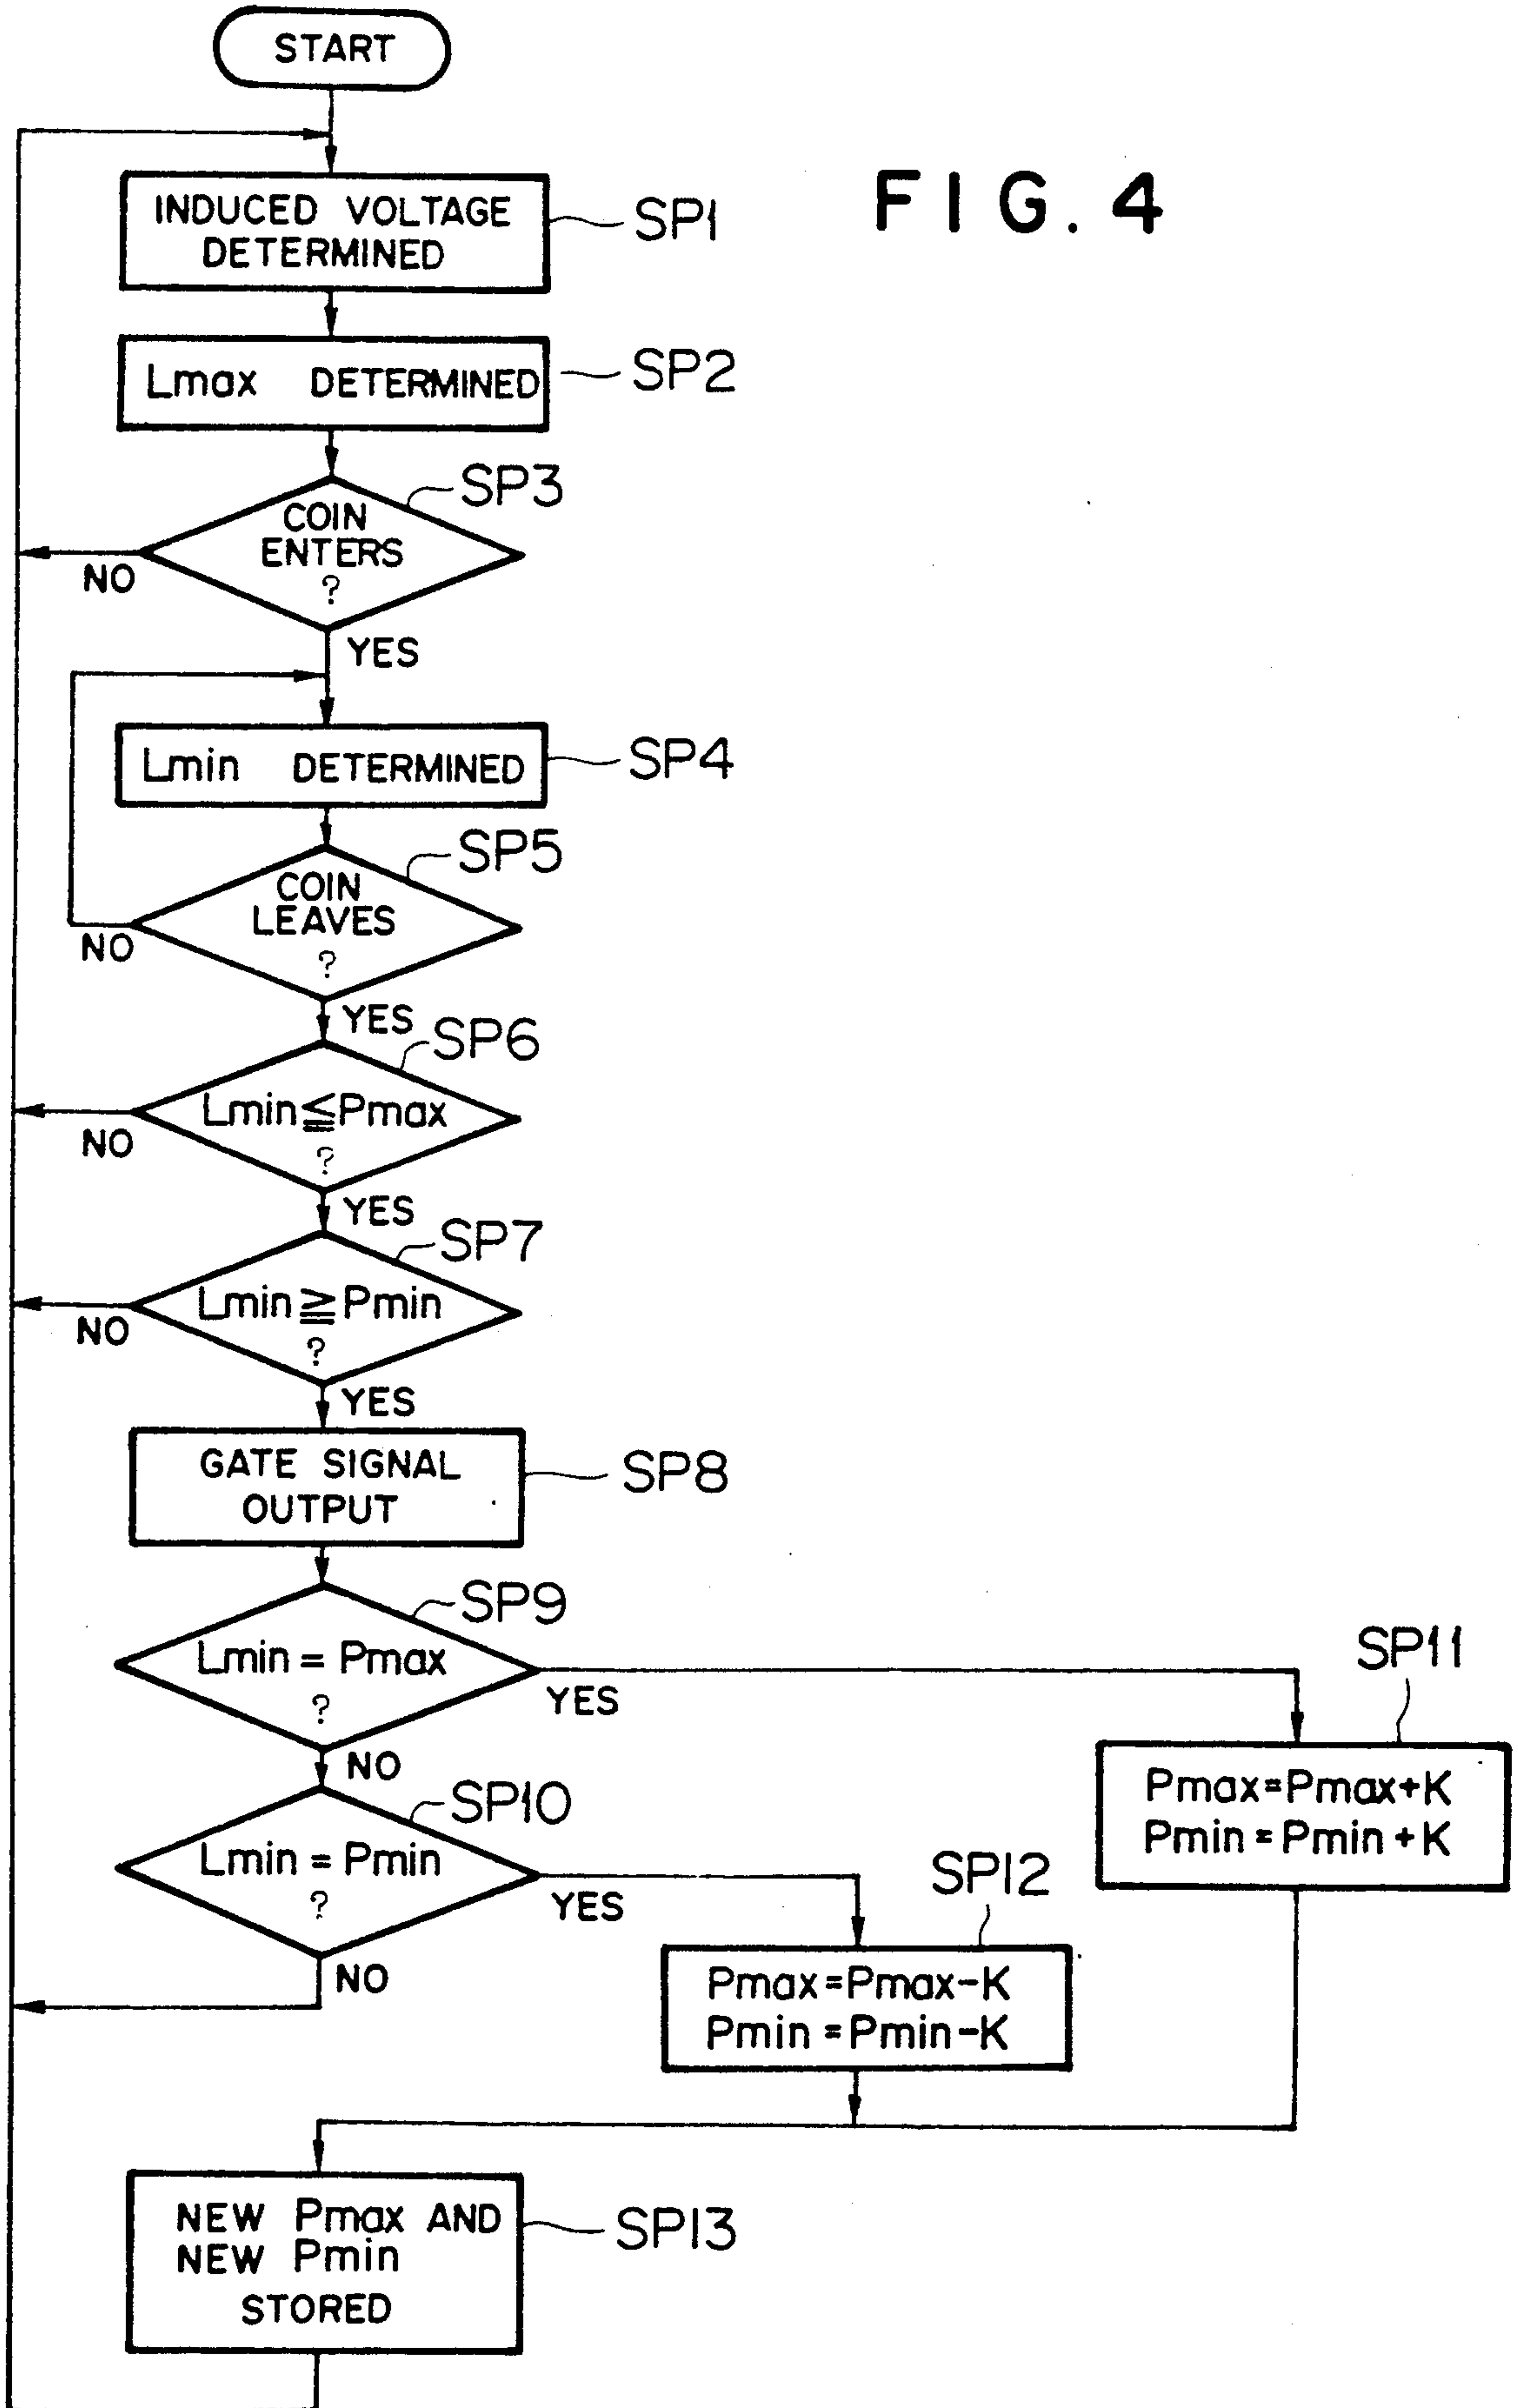 START
FIG. 4
INDUCED VOLTAGE
DETERMINED
SP1
Lmax DETERMINED
SP2
SP3
COIN
ENTERS
?
NO
YES
Lmin DETERMINED
SP4
SP5
COIN
LEAVES
?
NO
YES
SP6
Lmin≦Pmax
?
NO
YES
SP7
Lmin≧Pmin
?
NO
YES
GATE SIGNAL
OUTPUT
SP8
SP9
Lmin = Pmax
?
YES
NO
SP11
Pmax=Pmax+K
Pmin=Pmin+K
SP10
Lmin = Pmin
?
YES
NO
SP12
Pmax=Pmax-K
Pmin=Pmin-K
NEW Pmax AND
NEW Pmin
STORED
SP13